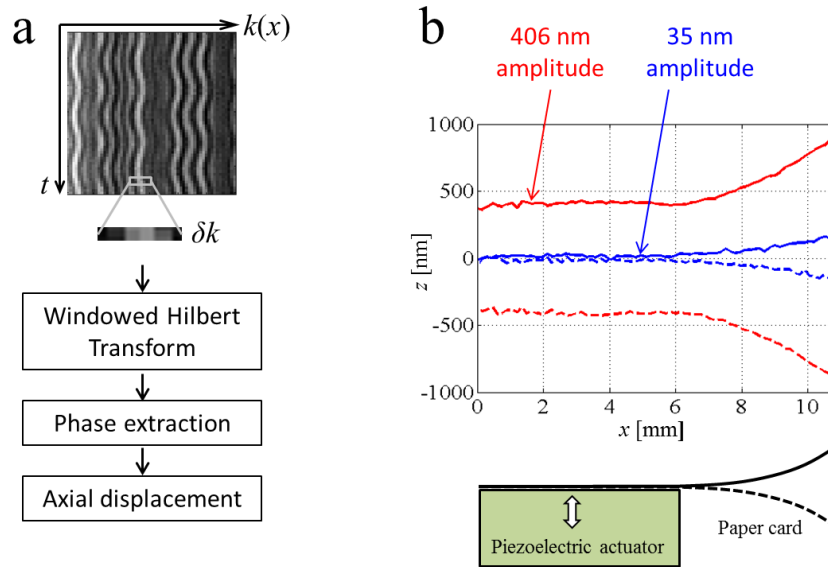 a
k(x)
t
δk
Windowed Hilbert
Transform
Phase extraction
Axial displacement
b
406 nm
amplitude
35 nm
amplitude
1000
500
0
-500
-1000
z [nm]
0
2
4
6
8
10
x [mm]
Paper card
Piezoelectric actuator